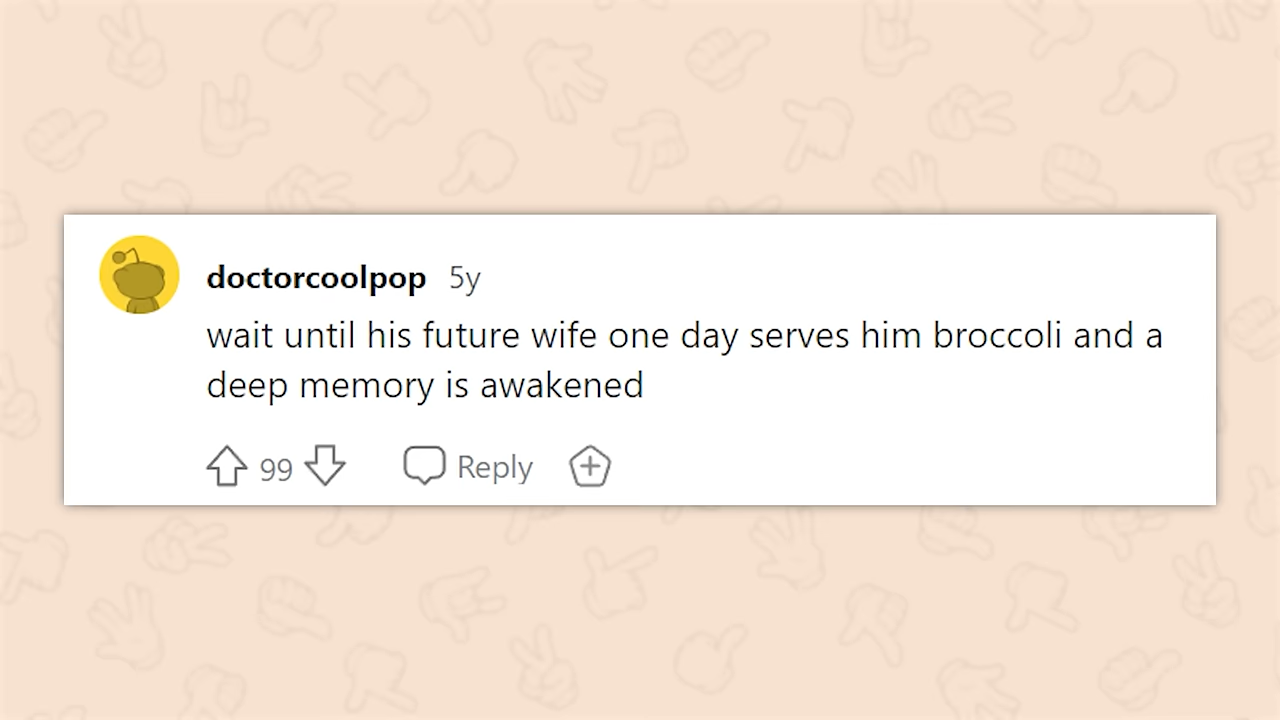 doctorcoolpop 5y
wait until his future wife one day serves him broccoli and a
deep memory is awakened
99 Reply